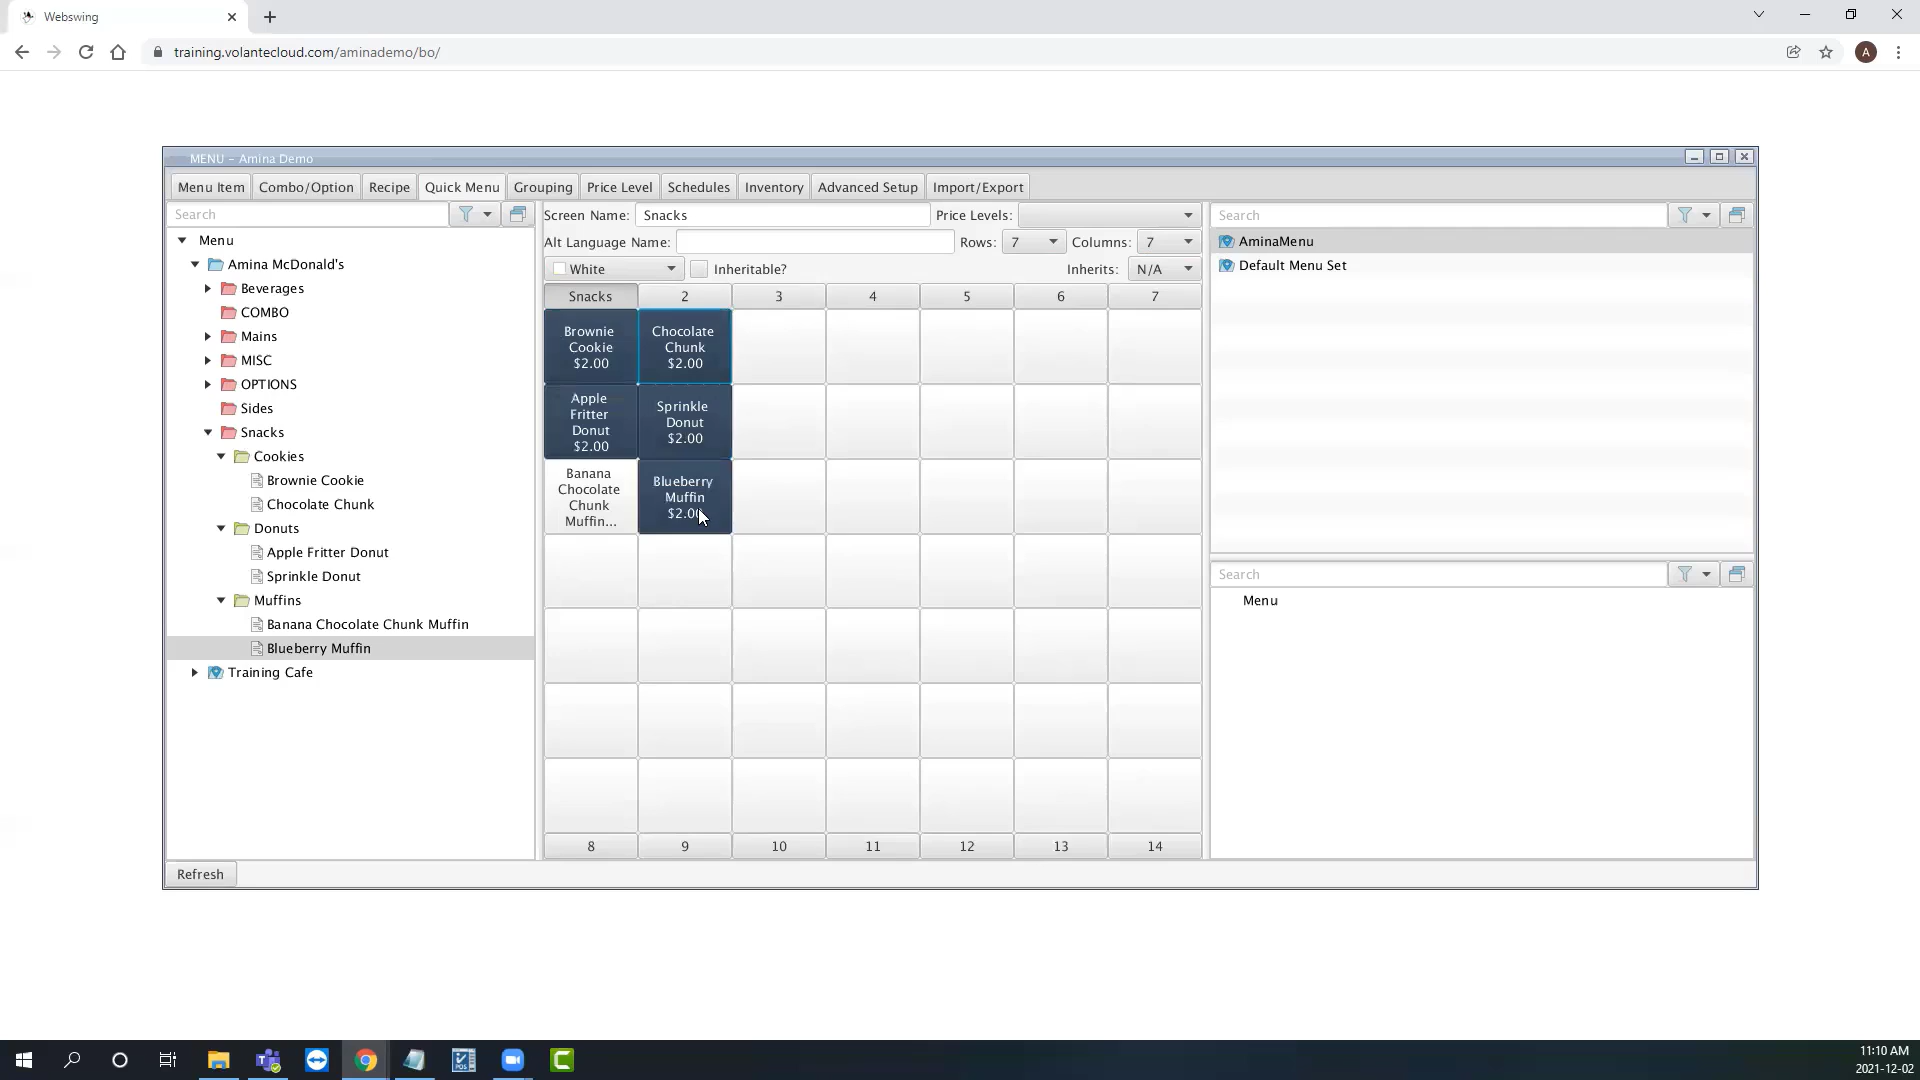 Webswing
training.volantecloud.com/aminademo/bo/
A
MENU - Amina Demo
Menu Item
Combo/Option
Recipe
Quick Menu
Grouping
Price Level
Schedules
Inventory
Advanced Setup
Import/Export
Search
Menu
Amina McDonald's
Beverages
COMBO
Mains
MISC
OPTIONS
Sides
Snacks
Cookies
Brownie Cookie
Chocolate Chunk
Donuts
Apple Fritter Donut
Sprinkle Donut
Muffins
Banana Chocolate Chunk Muffin
Blueberry Muffin
Training Cafe
Refresh
Screen Name: Snacks
Price Levels:
Alt Language Name:
Rows: 7
Columns: 7
White
Inheritable?
Inherits: N/A
Snacks 2 3 4 5 6 7
Brownie
Cookie
$2.00
Chocolate
Chunk
$2.00
Apple
Fritter
Donut
$2.00
Sprinkle
Donut
$2.00
Banana
Chocolate
Chunk
Muffin...
Blueberry
Muffin
$2.00
8 9 10 11 12 13 14
Search
AminaMenu
Default Menu Set
Search
Menu
POS
11:10 AM
2021-12-02